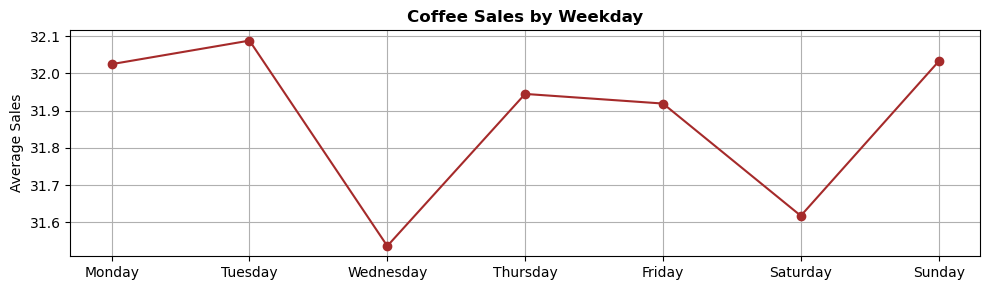 Coffee Sales by Weekday
Average Sales
32.1
32.0
31.9
31.8
31.7
31.6
Monday Tuesday Wednesday Thursday Friday Saturday Sunday